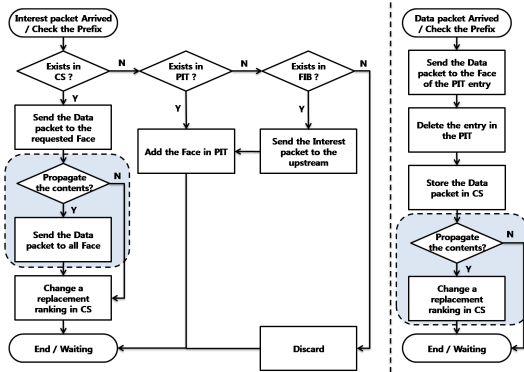 Interest packet Arrived
/ Check the Prefix
Exists in
CS ?
N
Exists in
PIT ?
N
Exists in
FIB ?
N
Y
Y
Y
Send the Data
packet to the
requested Face
Add the Face in PIT
Send the Interest
packet to the
upstream
Propagate
the contents?
N
Y
Send the Data
packet to all Face
Change a
replacement
ranking in CS
End / Waiting
Discard
Data packet Arrived
/ Check the Prefix
Send the Data
packet to the Face
of the PIT entry
Delete the entry in
the PIT
Store the Data
packet in CS
Propagate
the contents?
N
Y
Change a
replacement
ranking in CS
End / Waiting